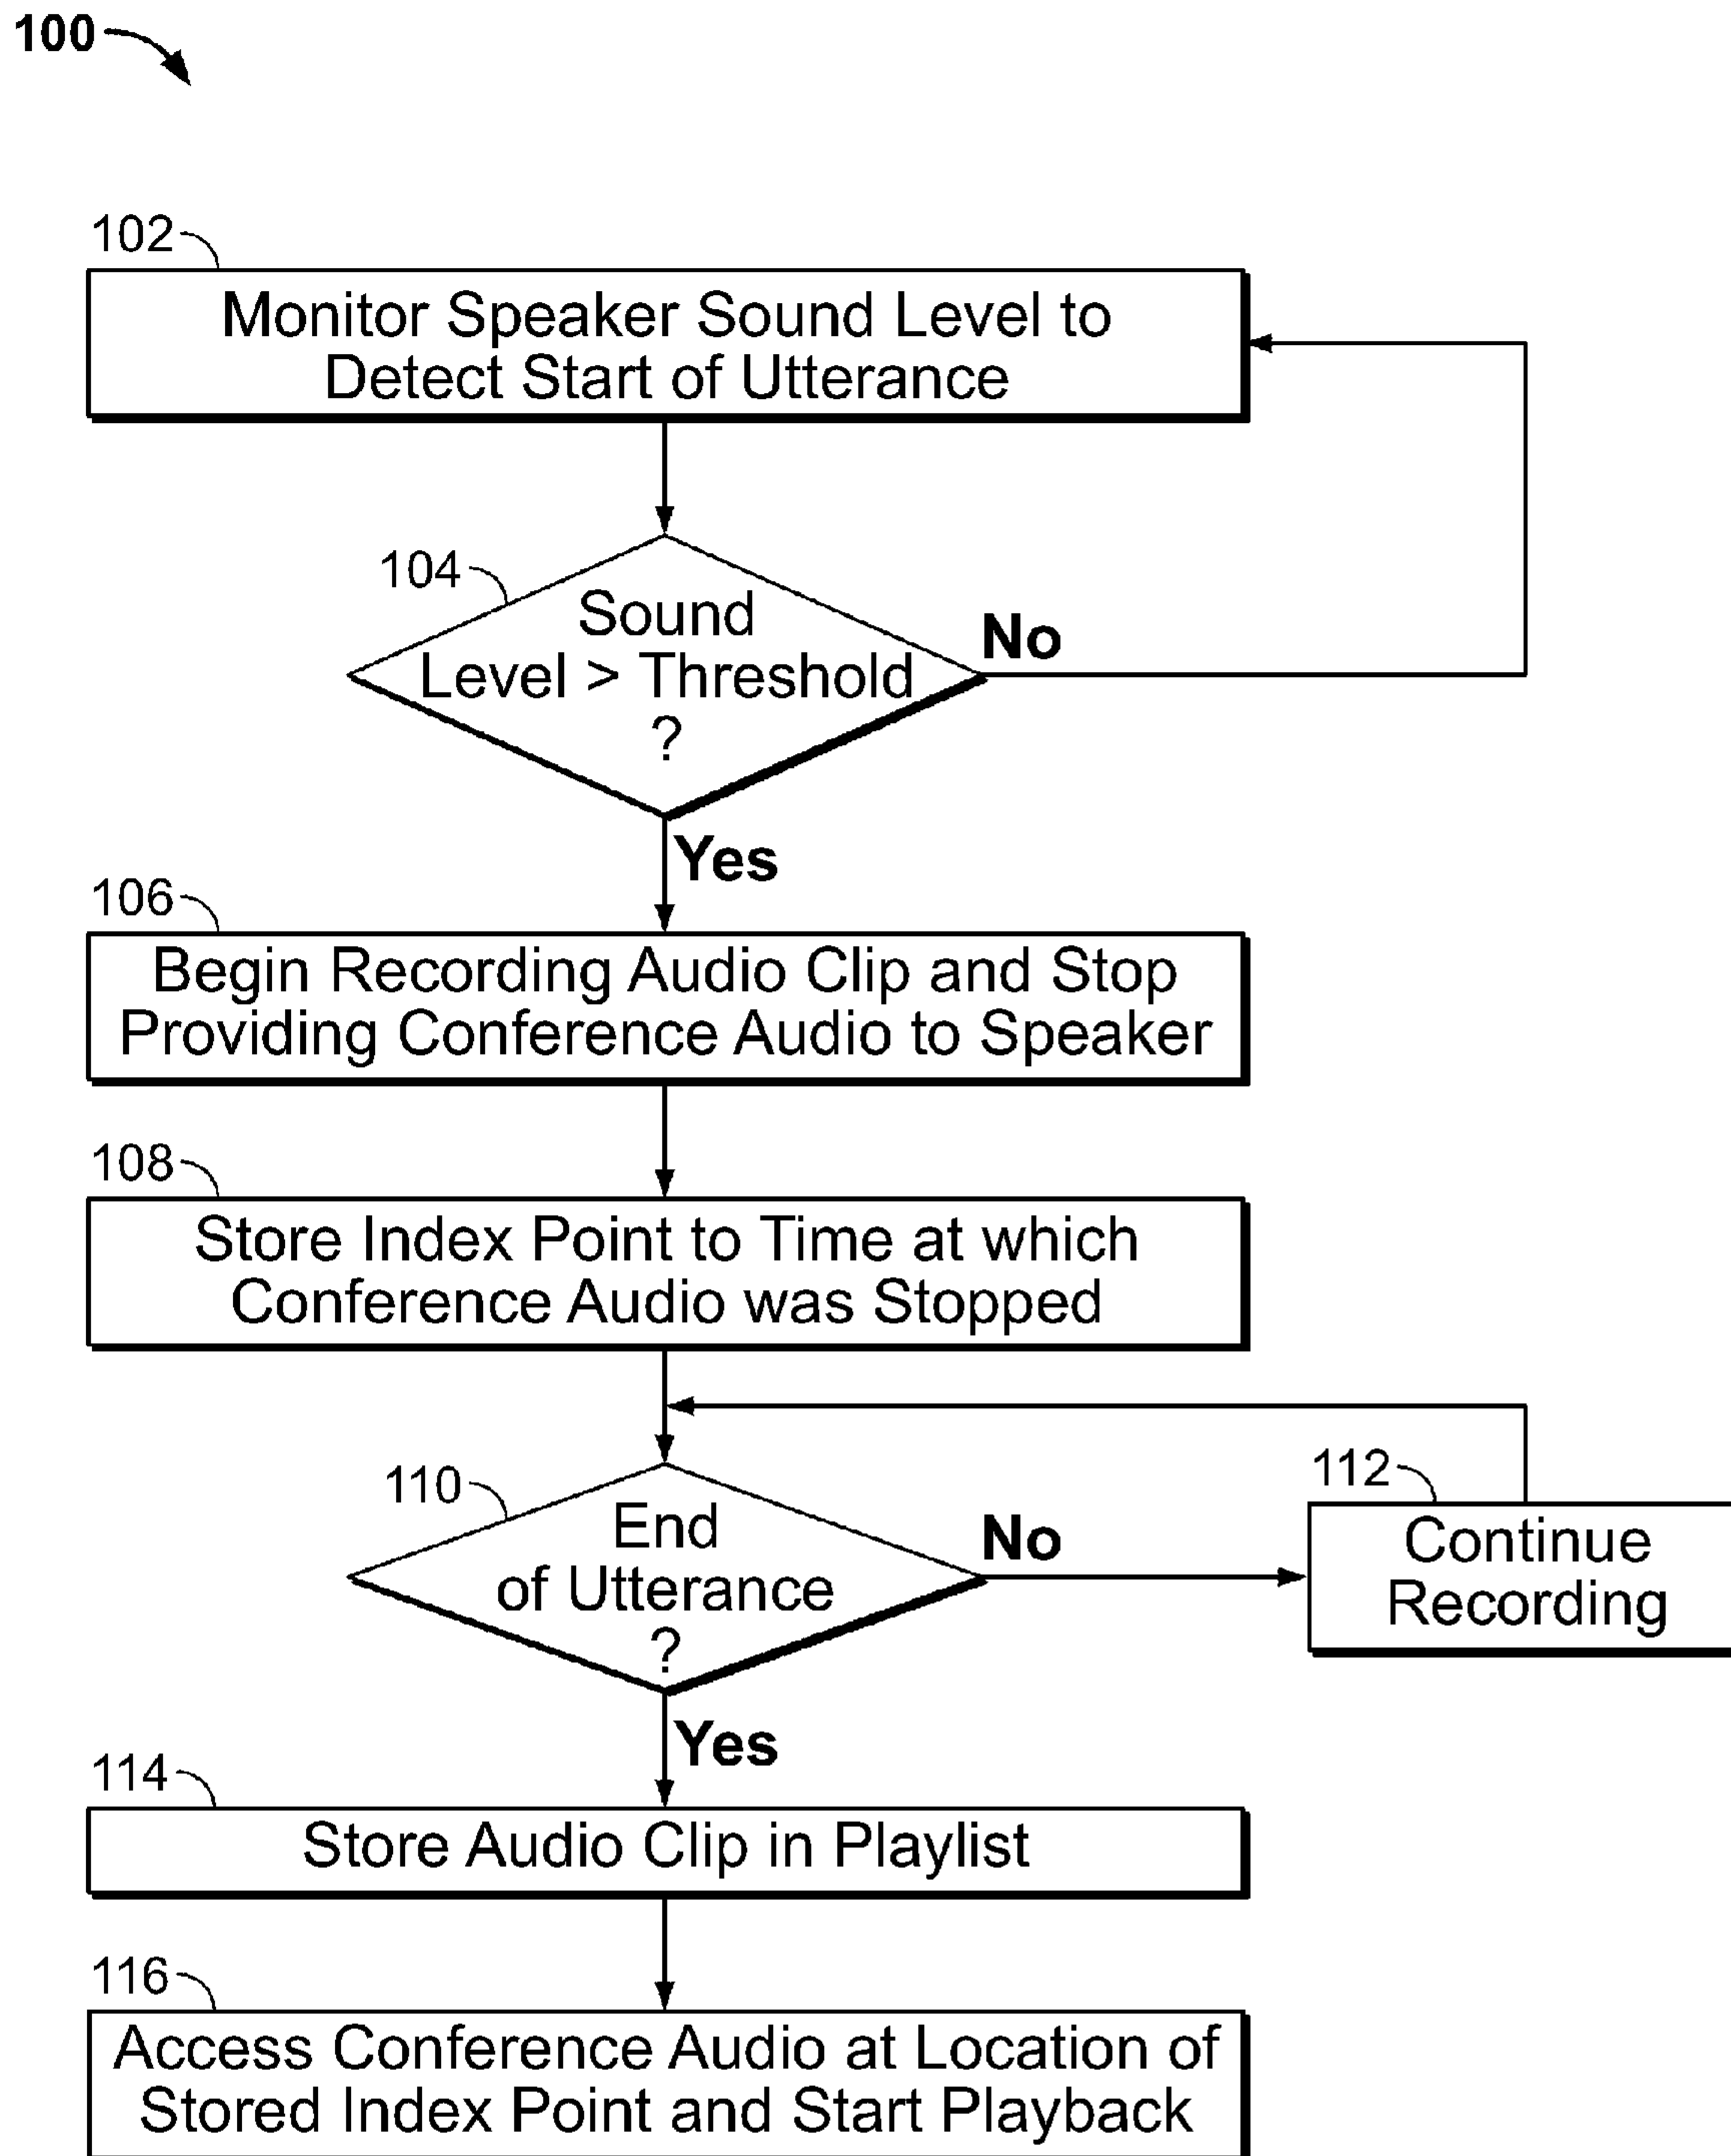 100
102
Monitor Speaker Sound Level to
Detect Start of Utterance
104
Sound
Level > Threshold
?
No
Yes
106
Begin Recording Audio Clip and Stop
Providing Conference Audio to Speaker
108
Store Index Point to Time at which
Conference Audio was Stopped
110
End
of Utterance
?
No
112
Continue
Recording
Yes
114
Store Audio Clip in Playlist
116
Access Conference Audio at Location of
Stored Index Point and Start Playback